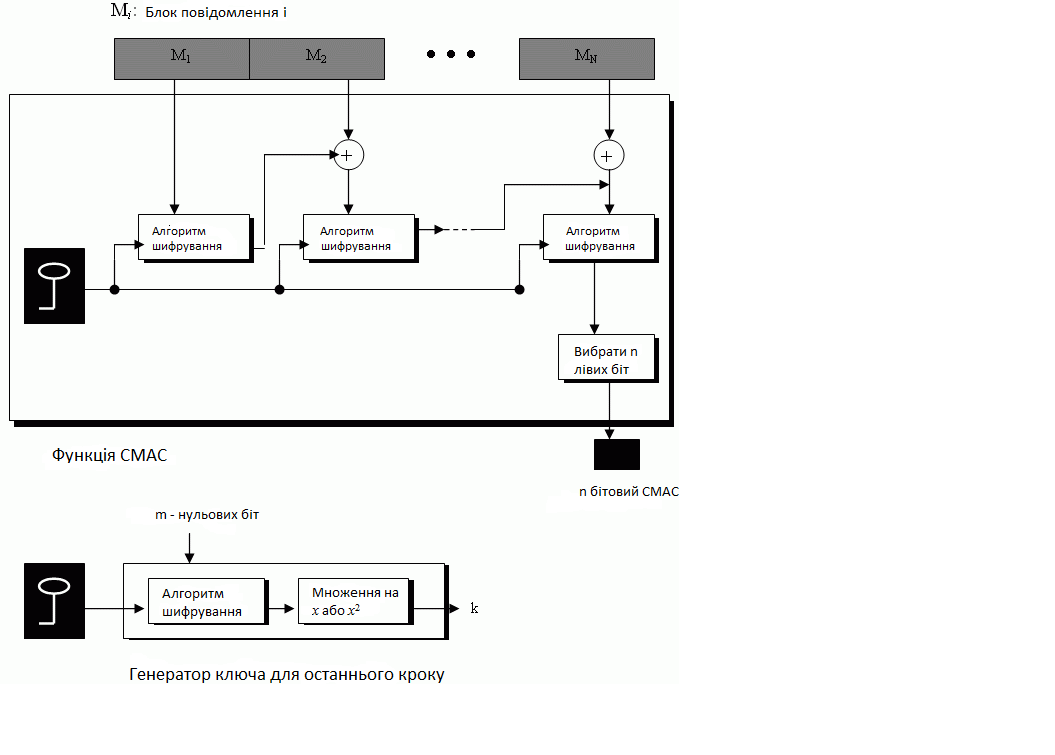 Mi: Блок повідомлення і
M1 M2 MN
+ +
Алгоритм Алгоритм Алгоритм
шифрування шифрування шифрування
Вибрати n
лівих біт
Функція CMAC
n бітовий CMAC
m - нульових біт
Алгоритм
шифрування
Множення на
x або x²
k
Генератор ключа для останнього кроку